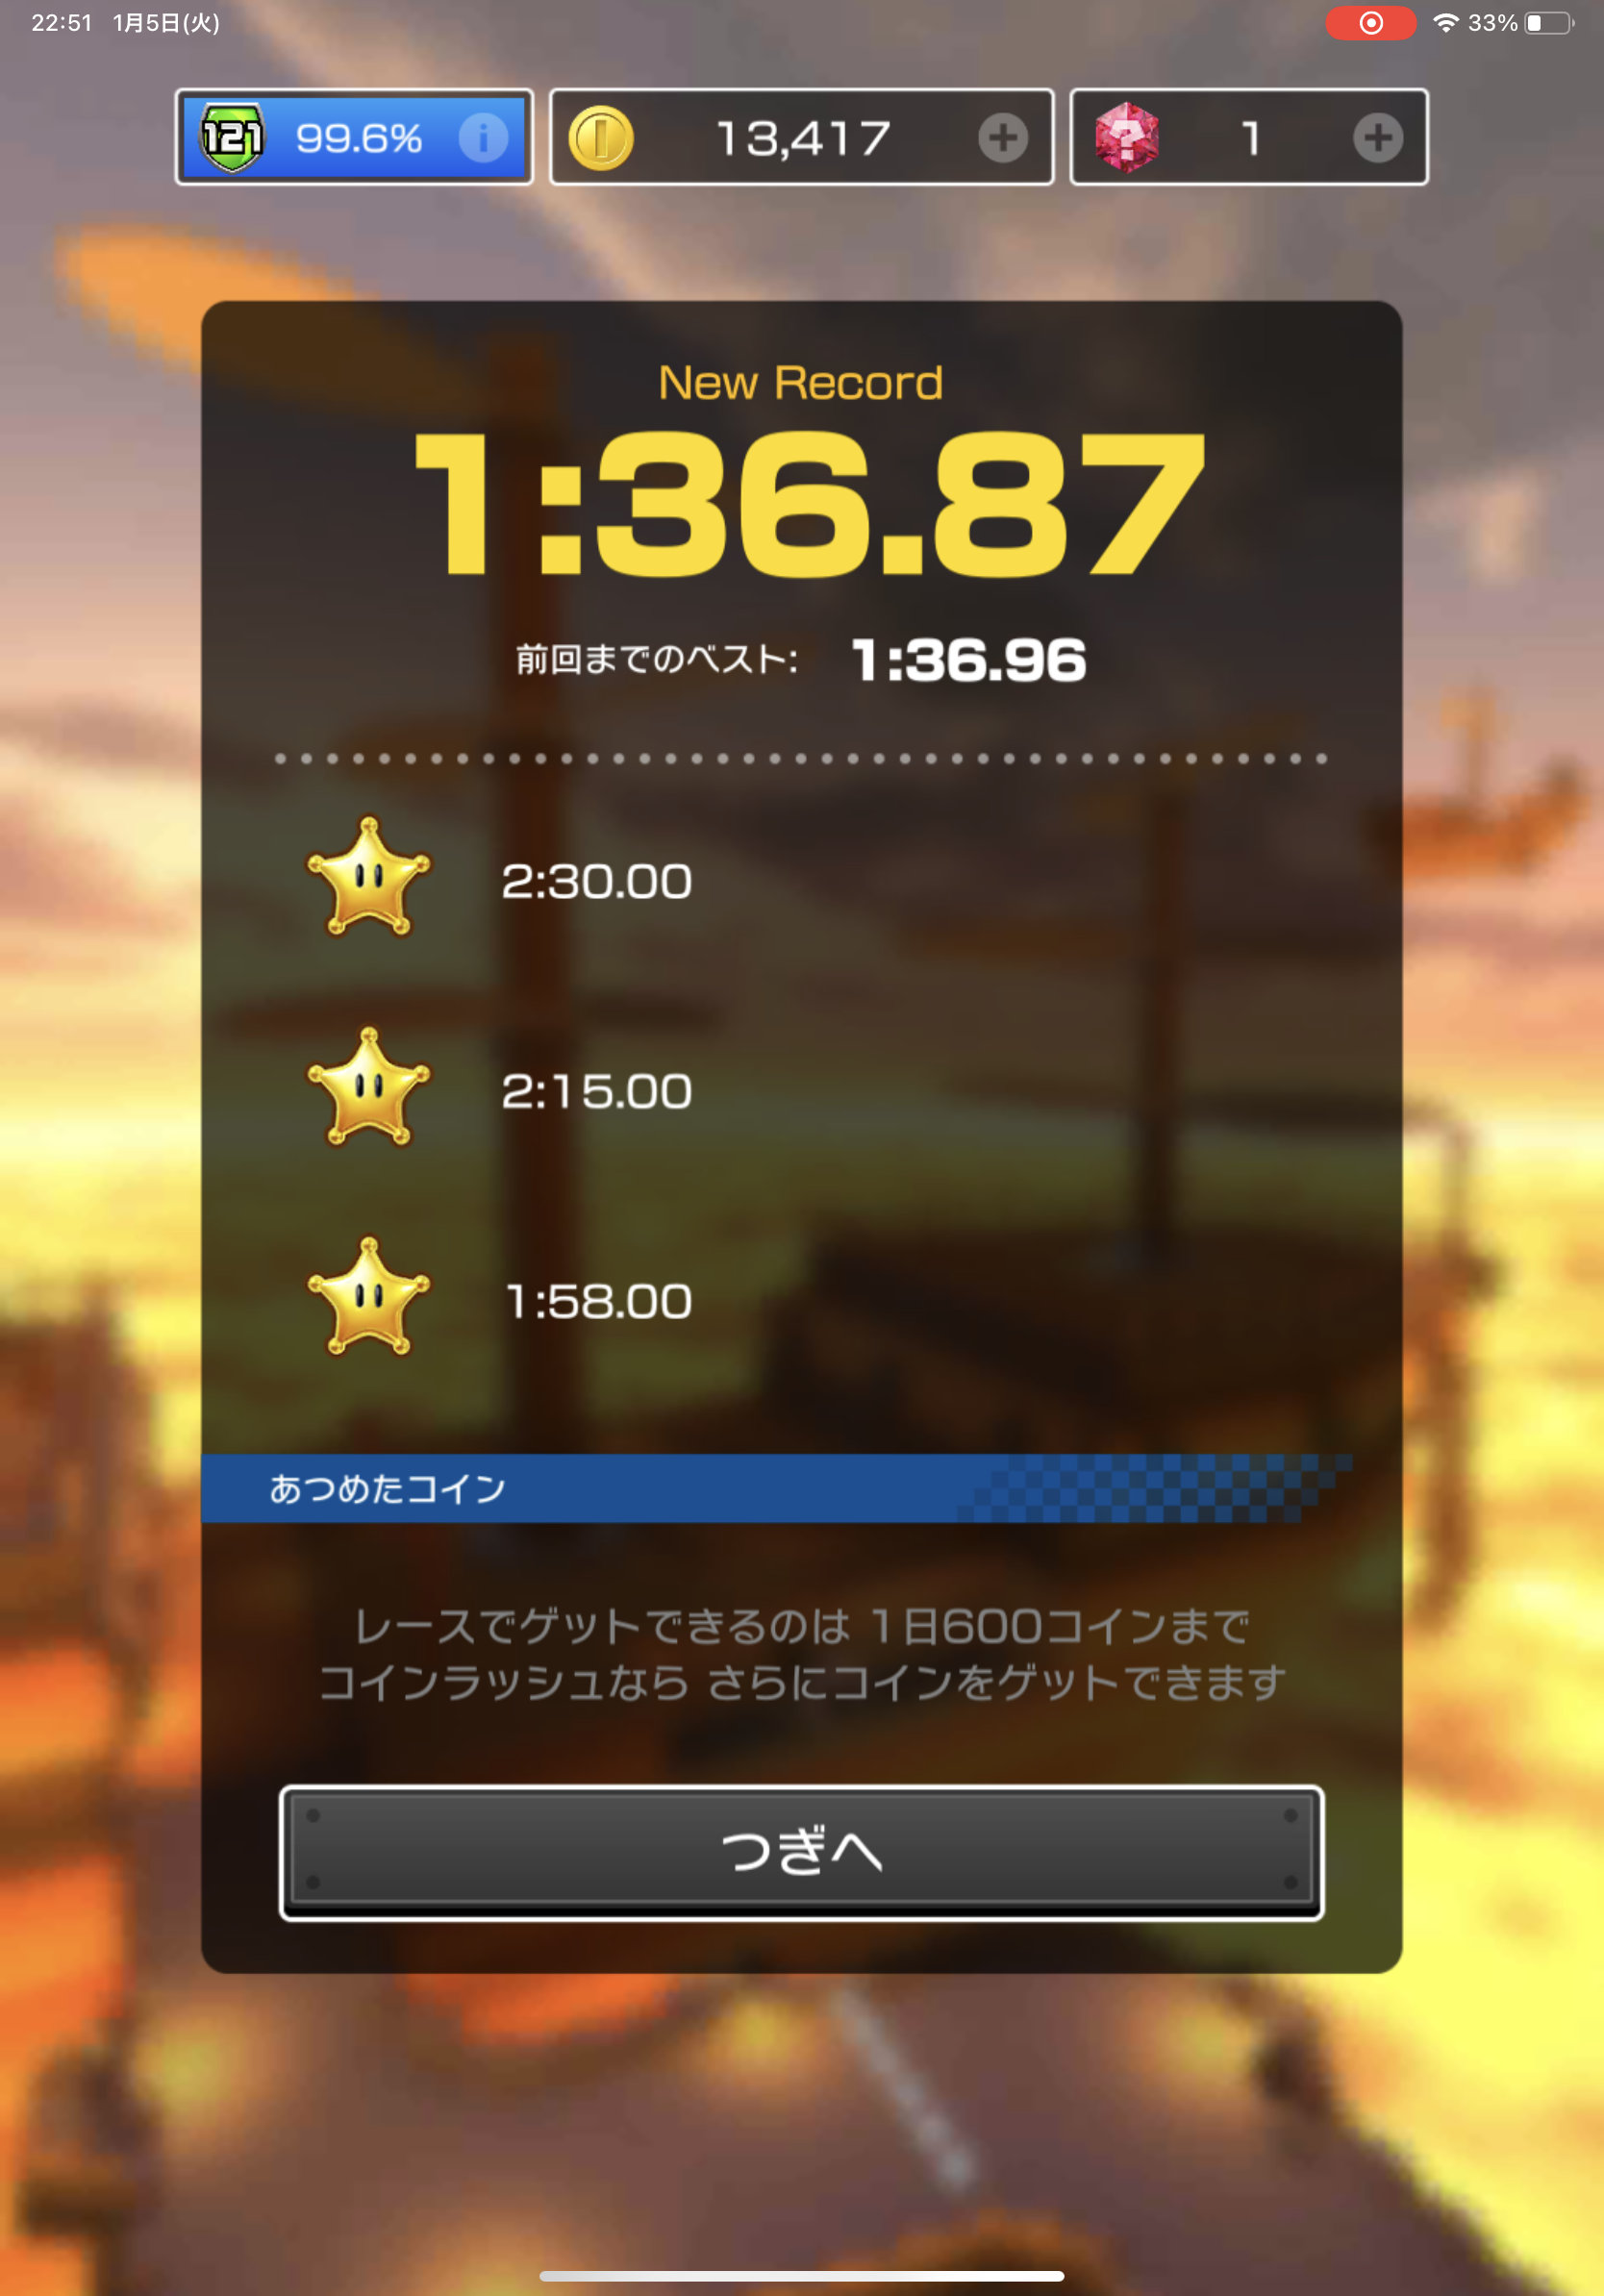 22:51 1月5日(火) 33%
121 99.6% i 13,417 + ? 1 +
New Record
1:36.87
前回までのベスト: 1:36.96
2:30.00
2:15.00
1:58.00
あつめたコイン
レースでゲットできるのは 1日600コインまで
コインラッシュなら さらにコインをゲットできます
つぎへ